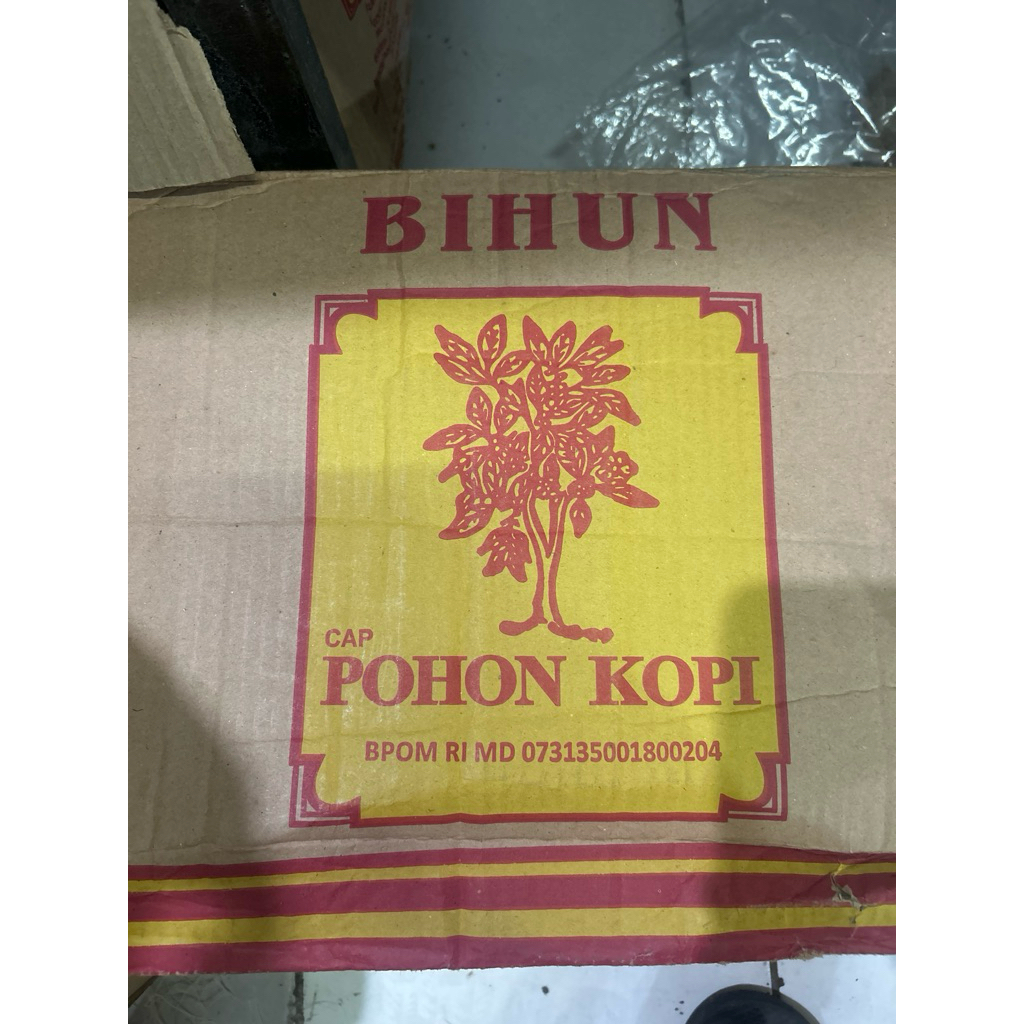 BIHUN
CAP
POHON KOPI
BPOM RI MD 073135001800204